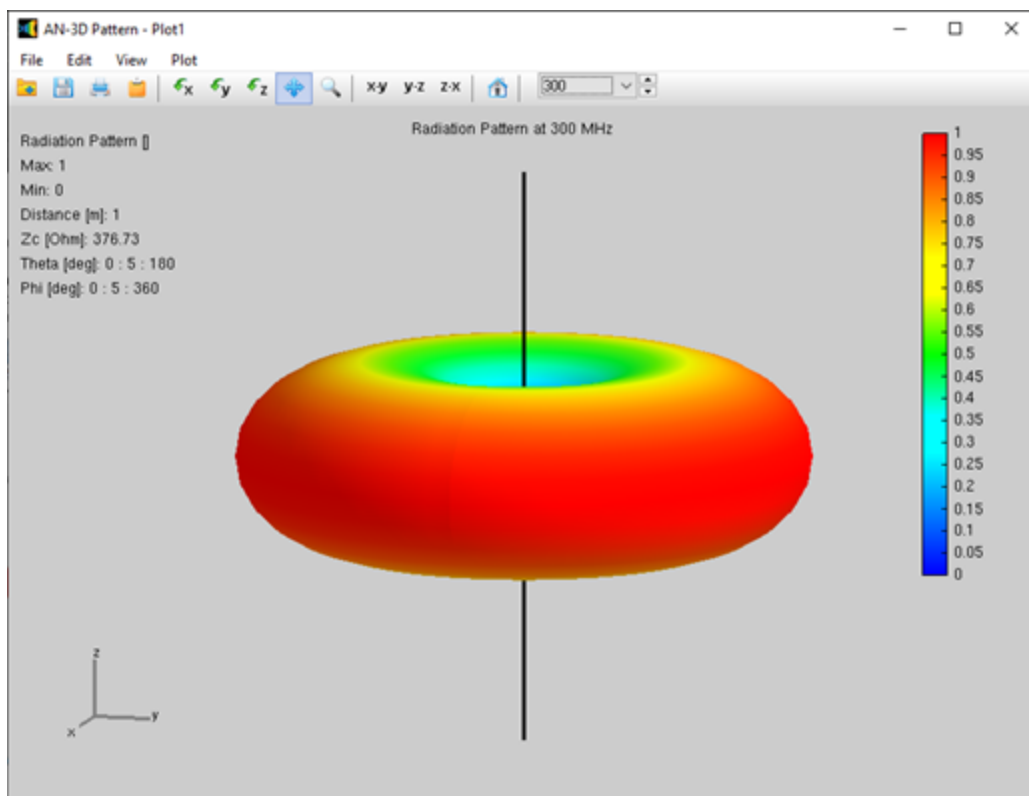 AN-3D Pattern - Plot1
File Edit View Plot
x y z x-y y-z z-x 300
Radiation Pattern at 300 MHz
Radiation Pattern []
Max: 1
Min: 0
Distance [m]: 1
Zc [Ohm]: 376.73
Theta [deg]: 0 : 5 : 180
Phi [deg]: 0 : 5 : 360
1
0.95
0.9
0.85
0.8
0.75
0.7
0.65
0.6
0.55
0.5
0.45
0.4
0.35
0.3
0.25
0.2
0.15
0.1
0.05
0
z
y
x